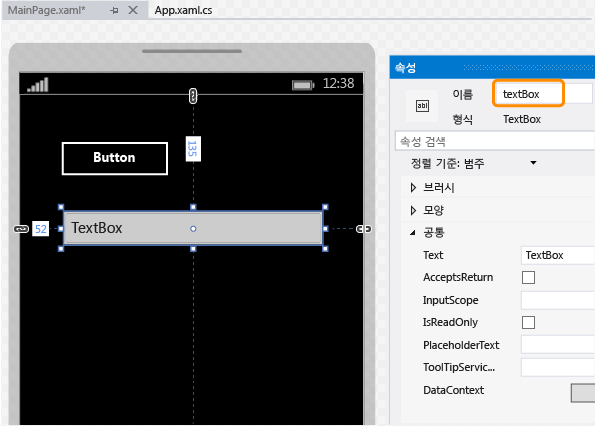 MainPage.xaml*
App.xaml.cs
12:38
Button
135
52
TextBox
속성
abl
이름
textBox
형식
TextBox
속성 검색
정렬 기준: 범주
브러시
모양
공통
Text
TextBox
AcceptsReturn
InputScope
IsReadOnly
PlaceholderText
ToolTipServic...
DataContext